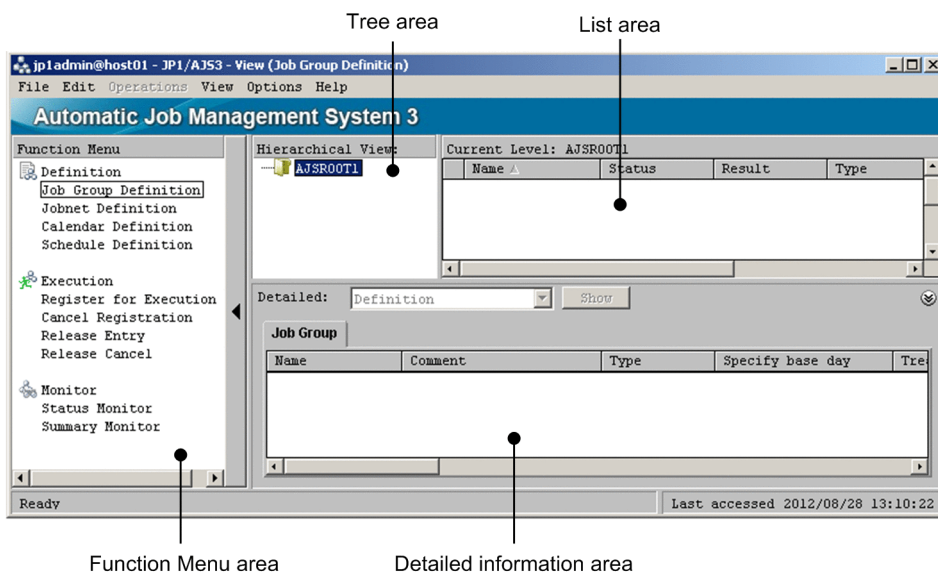 Tree area
List area
jp1admin@host01 - JP1/AJS3 - View (Job Group Definition)
File Edit Operations View Options Help
Automatic Job Management System 3
Function Menu
Definition
Job Group Definition
Jobnet Definition
Calendar Definition
Schedule Definition
Execution
Register for Execution
Cancel Registration
Release Entry
Release Cancel
Monitor
Status Monitor
Summary Monitor
Hierarchical View:
AJSROOT1
Current Level: AJSROOT1
Name Status Result Type
Detailed: Definition Show
Job Group
Name Comment Type Specify base day Tre
Ready
Last accessed 2012/08/28 13:10:22
Function Menu area
Detailed information area